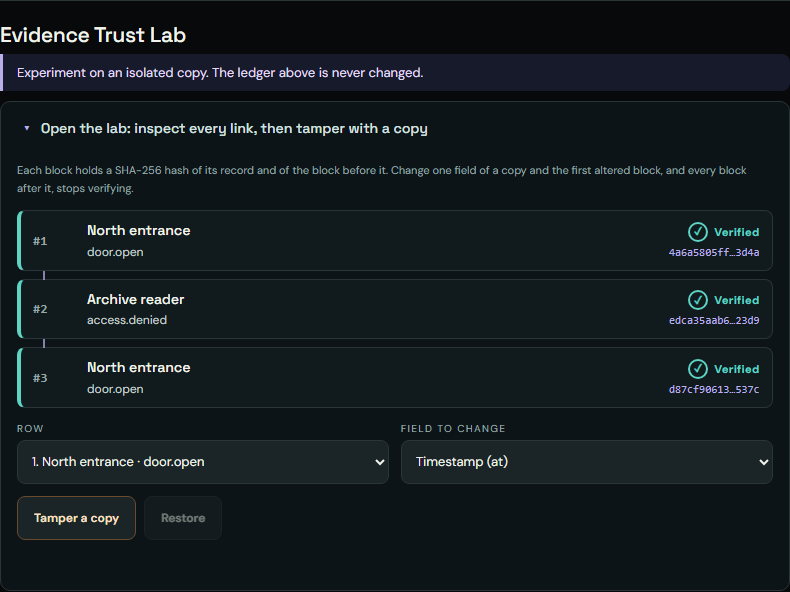 Evidence Trust Lab
Experiment on an isolated copy. The ledger above is never changed.
Open the lab: inspect every link, then tamper with a copy
Each block holds a SHA-256 hash of its record and of the block before it. Change one field of a copy and the first altered block, and every block
after it, stops verifying.
#1
North entrance
door.open
Verified
4a6a5805ff…3d4a
#2
Archive reader
access.denied
Verified
edca35aab6…23d9
#3
North entrance
door.open
Verified
d87cf90613…537c
ROW
FIELD TO CHANGE
1. North entrance · door.open
Timestamp (at)
Tamper a copy
Restore